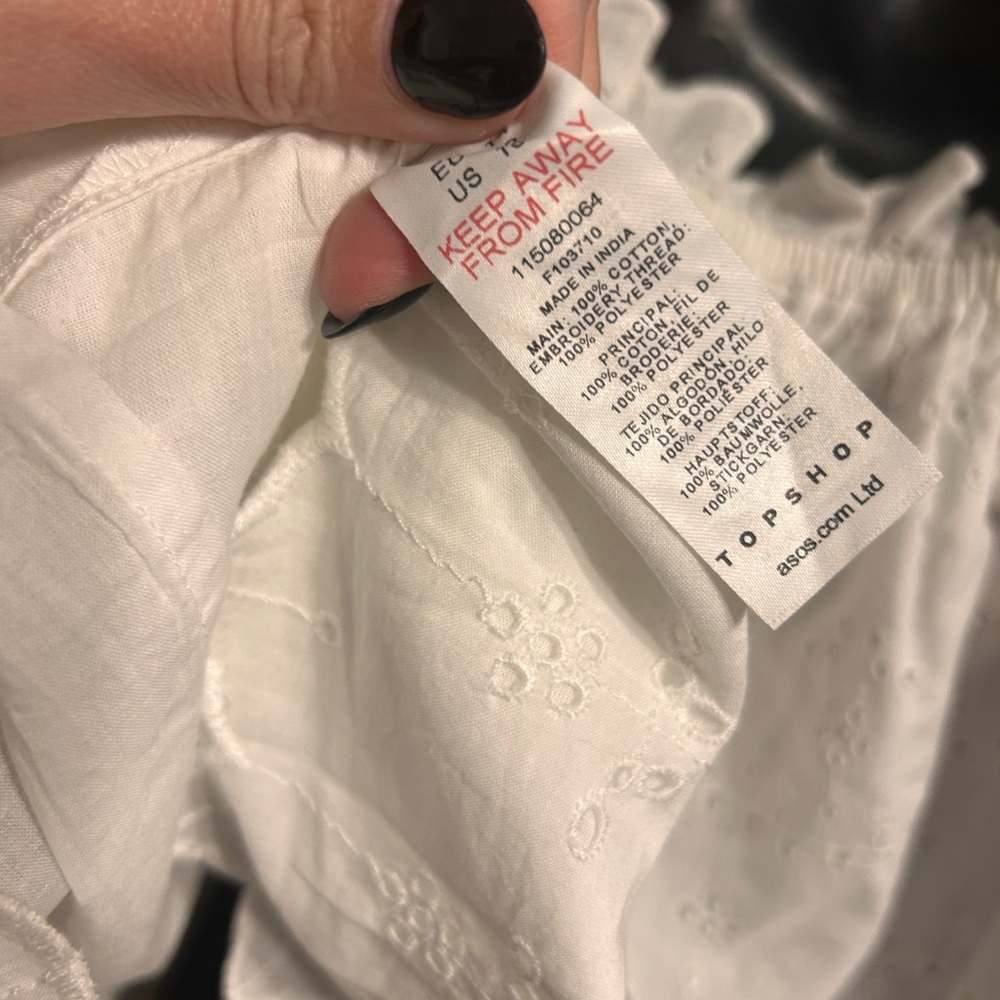 US
KEEP AWAY
FROM FIRE
115080064
F103710
MADE IN INDIA
MAIN: 100% COTTON,
EMBROIDERY THREAD:
100% POLYESTER
PRINCIPAL:
100% COTON, FIL DE
BRODERIE:
100% POLYESTER
TEJIDO PRINCIPAL
100% ALGODÓN, HILO
DE BORDADO:
100% POLIÉSTER
HAUPTSTOFF:
100% BAUMWOLLE,
STICKGARN:
100% POLYESTER
TOPSHOP
asos.com Ltd